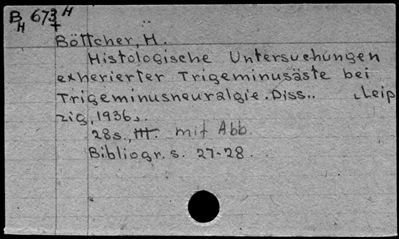 B 673 H
H +
Böttcher, H.
Histologische Untersuchungen
exherierter Trigeminusäste bei
Trigeminusneuralgie. Diss.. Leip
zig, 1936.
28 s., mit Abb.
Bibliogr. s. 27-28.